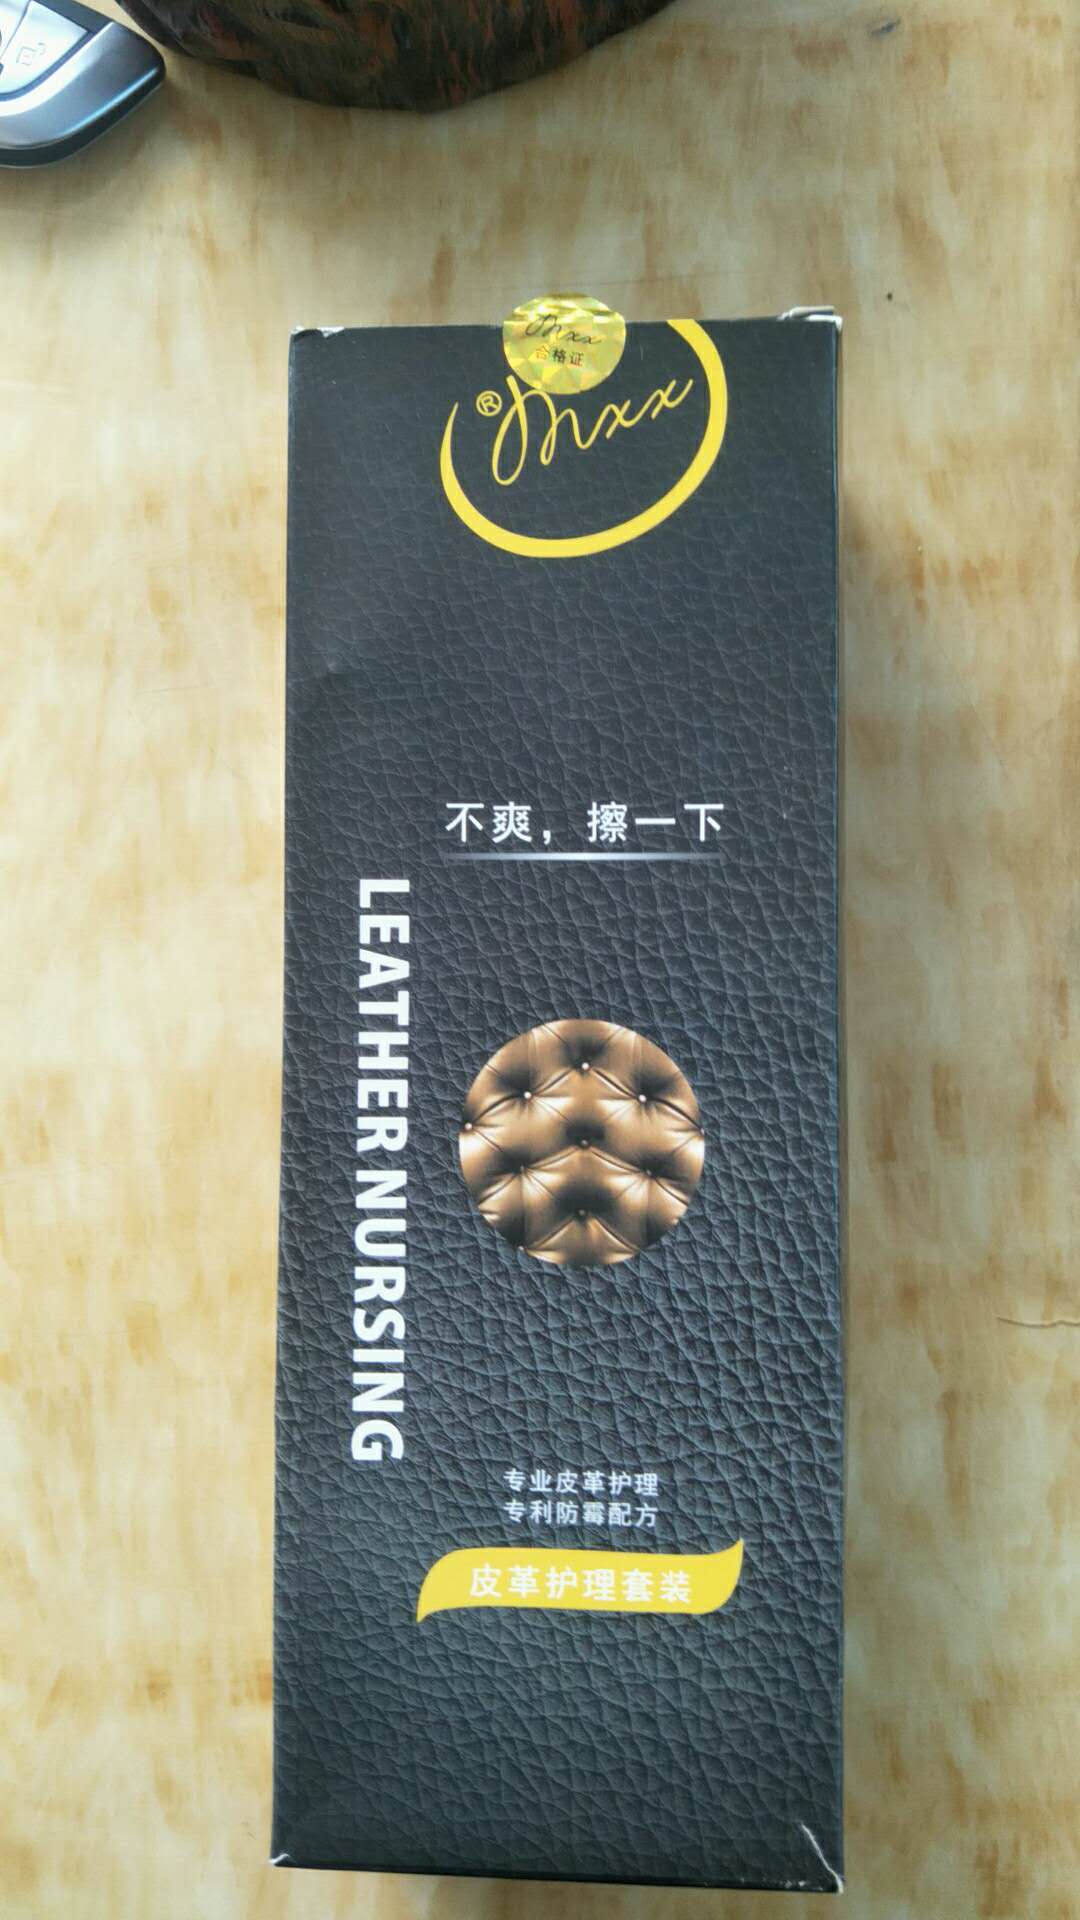 mxx
合格证
® mxx
不爽，擦一下
LEATHER NURSING
专业皮革护理
专利防霉配方
皮革护理套装